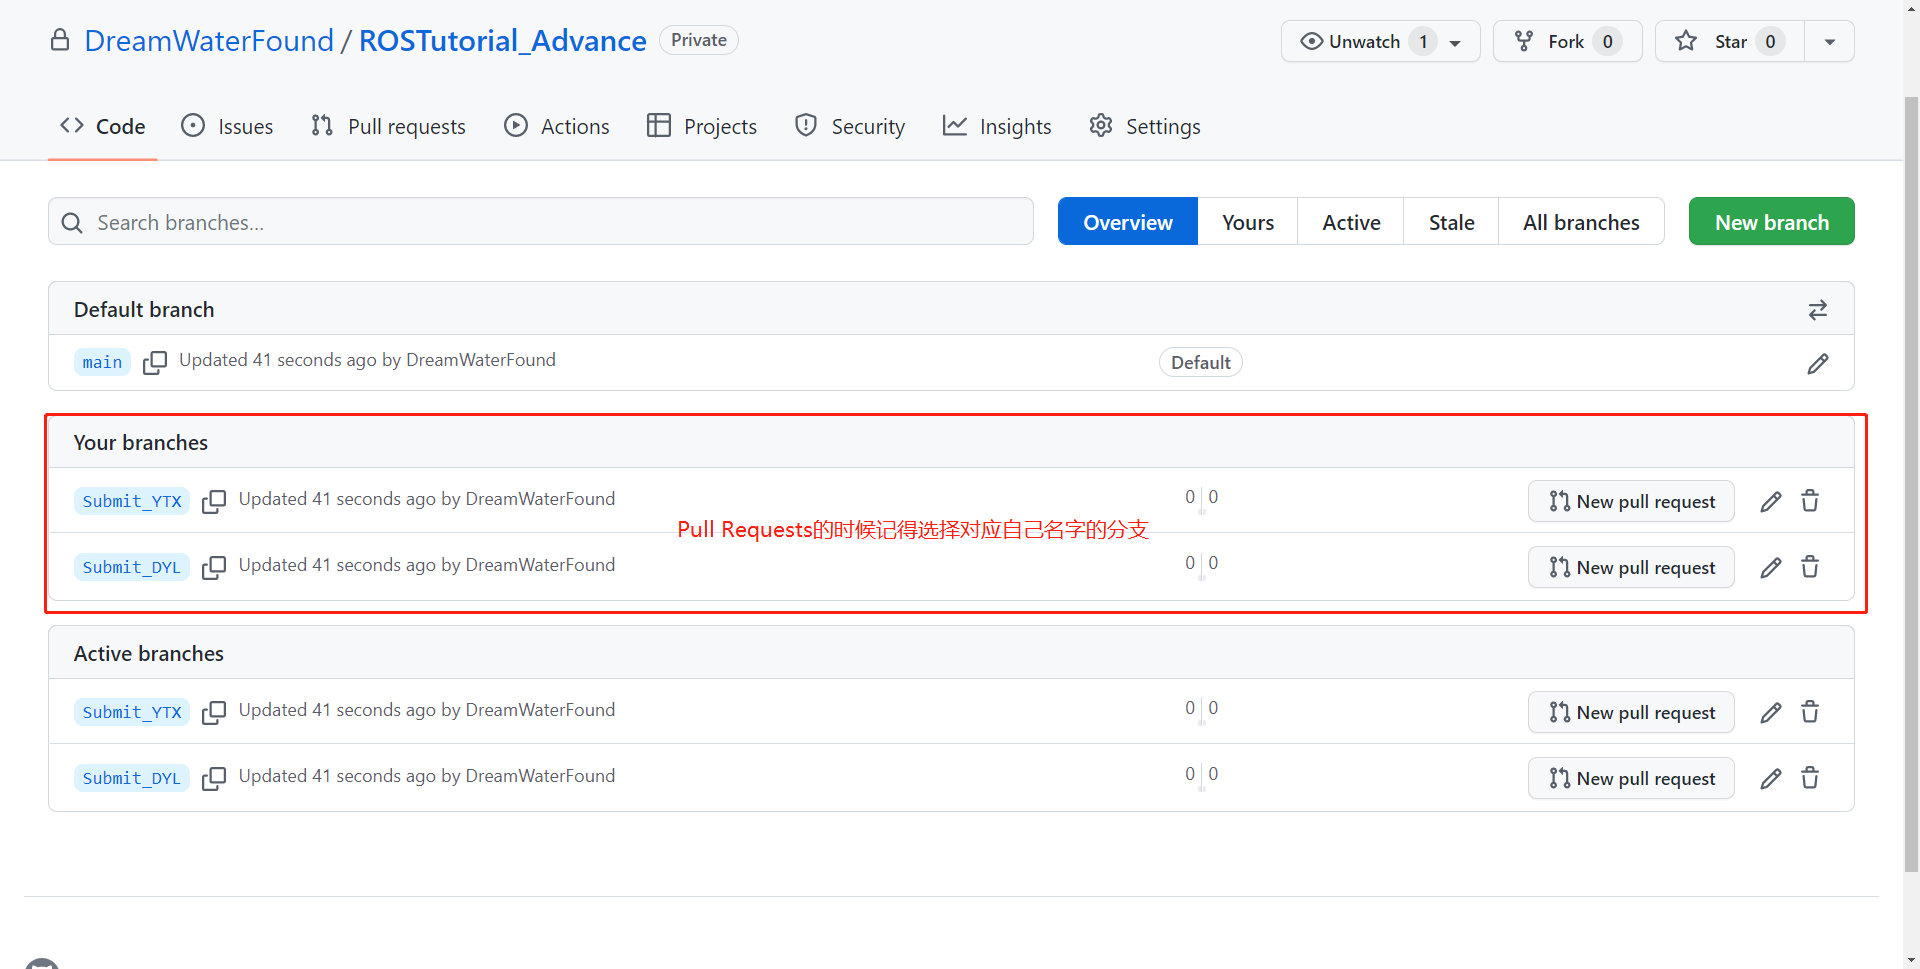 DreamWaterFound / ROSTutorial_Advance Private Unwatch 1 Fork 0 Star 0
Code Issues Pull requests Actions Projects Security Insights Settings
Search branches... Overview Yours Active Stale All branches New branch
Default branch
main Updated 41 seconds ago by DreamWaterFound Default
Your branches
Submit_YTX Updated 41 seconds ago by DreamWaterFound 0 0 New pull request
Pull Requests的时候记得选择对应自己名字的分支
Submit_DYL Updated 41 seconds ago by DreamWaterFound 0 0 New pull request
Active branches
Submit_YTX Updated 41 seconds ago by DreamWaterFound 0 0 New pull request
Submit_DYL Updated 41 seconds ago by DreamWaterFound 0 0 New pull request